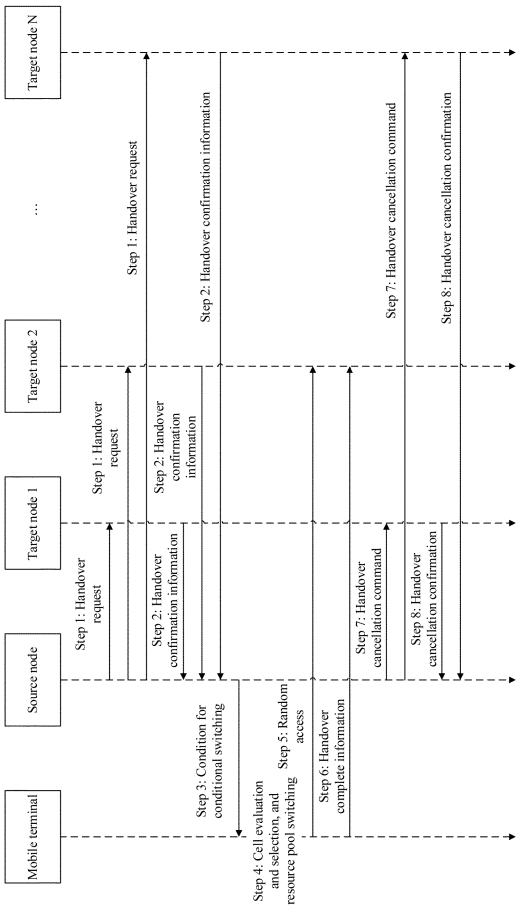 Mobile terminal
Source node
Target node 1
Target node 2
...
Target node N
Step 1: Handover
request
Step 1: Handover
request
Step 1: Handover request
Step 2: Handover
confirmation information
Step 2: Handover
confirmation
information
Step 2: Handover confirmation information
Step 3: Condition for
conditional switching
Step 4: Cell evaluation
and selection, and
resource pool switching
Step 5: Random
access
Step 6: Handover
complete information
Step 7: Handover
cancellation command
Step 7: Handover cancellation command
Step 8: Handover
cancellation confirmation
Step 8: Handover cancellation confirmation